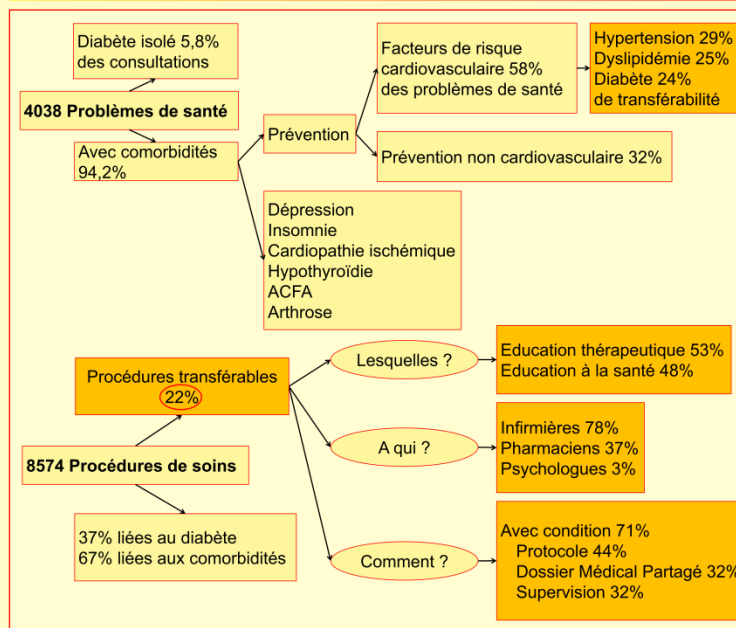 Diabète isolé 5,8%
des consultations
4038 Problèmes de santé
Avec comorbidités
94,2%
Prévention
Facteurs de risque
cardiovasculaire 58%
des problèmes de santé
Hypertension 29%
Dyslipidémie 25%
Diabète 24%
de transférabilité
Prévention non cardiovasculaire 32%
Dépression
Insomnie
Cardiopathie ischémique
Hypothyroïdie
ACFA
Arthrose
Procédures transférables
22%
8574 Procédures de soins
37% liées au diabète
67% liées aux comorbidités
Lesquelles ?
Education thérapeutique 53%
Education à la santé 48%
A qui ?
Infirmières 78%
Pharmaciens 37%
Psychologues 3%
Comment ?
Avec condition 71%
Protocole 44%
Dossier Médical Partagé 32%
Supervision 32%